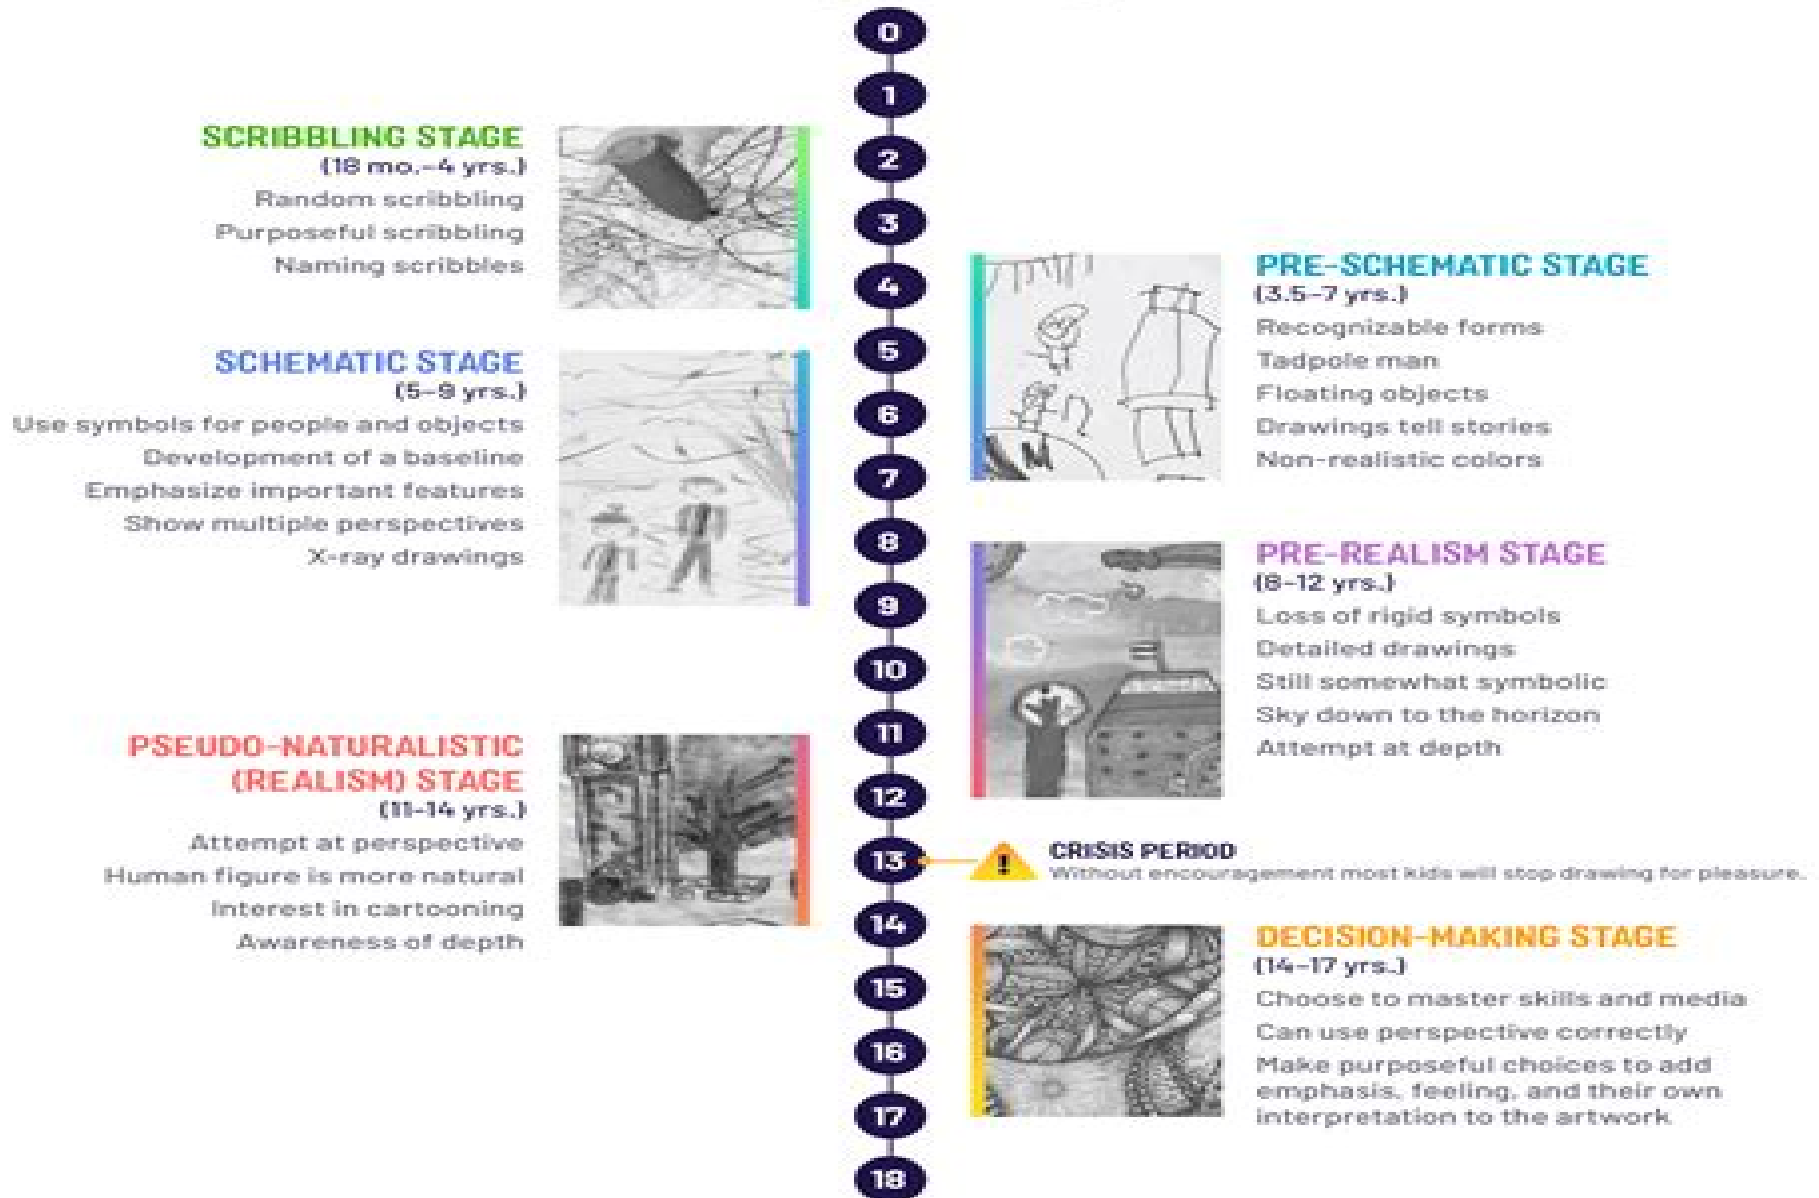 0
1
SCRIBBLING STAGE
(18 mo.-4 yrs.)
Random scribbling
Purposeful scribbling
Naming scribbles
2
3
4
PRE-SCHEMATIC STAGE
(3.5-7 yrs.)
Recognizable forms
Tadpole man
Floating objects
Drawings tell stories
Non-realistic colors
SCHEMATIC STAGE
(5-9 yrs.)
Use symbols for people and objects
Development of a baseline
Emphasize important features
Show multiple perspectives
X-ray drawings
5
6
7
8
9
PRE-REALISM STAGE
(8-12 yrs.)
Loss of rigid symbols
Detailed drawings
Still somewhat symbolic
Sky down to the horizon
Attempt at depth
10
11
12
PSEUDO-NATURALISTIC
(REALISM) STAGE
(11-14 yrs.)
Attempt at perspective
Human figure is more natural
Interest in cartooning
Awareness of depth
13
CRISIS PERIOD
Without encouragement most kids will stop drawing for pleasure.
14
DECISION-MAKING STAGE
(14-17 yrs.)
Choose to master skills and media
Can use perspective correctly
Make purposeful choices to add
emphasis, feeling, and their own
interpretation to the artwork
15
16
17
18